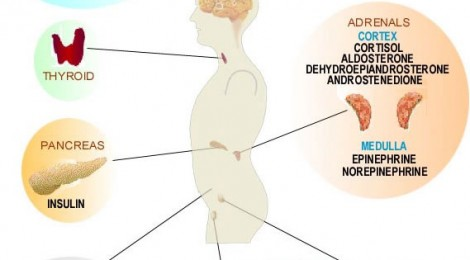 THYROID
PANCREAS
INSULIN
ADRENALS
CORTEX
CORTISOL
ALDOSTERONE
DEHYDROEPIANDROSTERONE
ANDROSTENEDIONE
MEDULLA
EPINEPHRINE
NOREPINEPHRINE